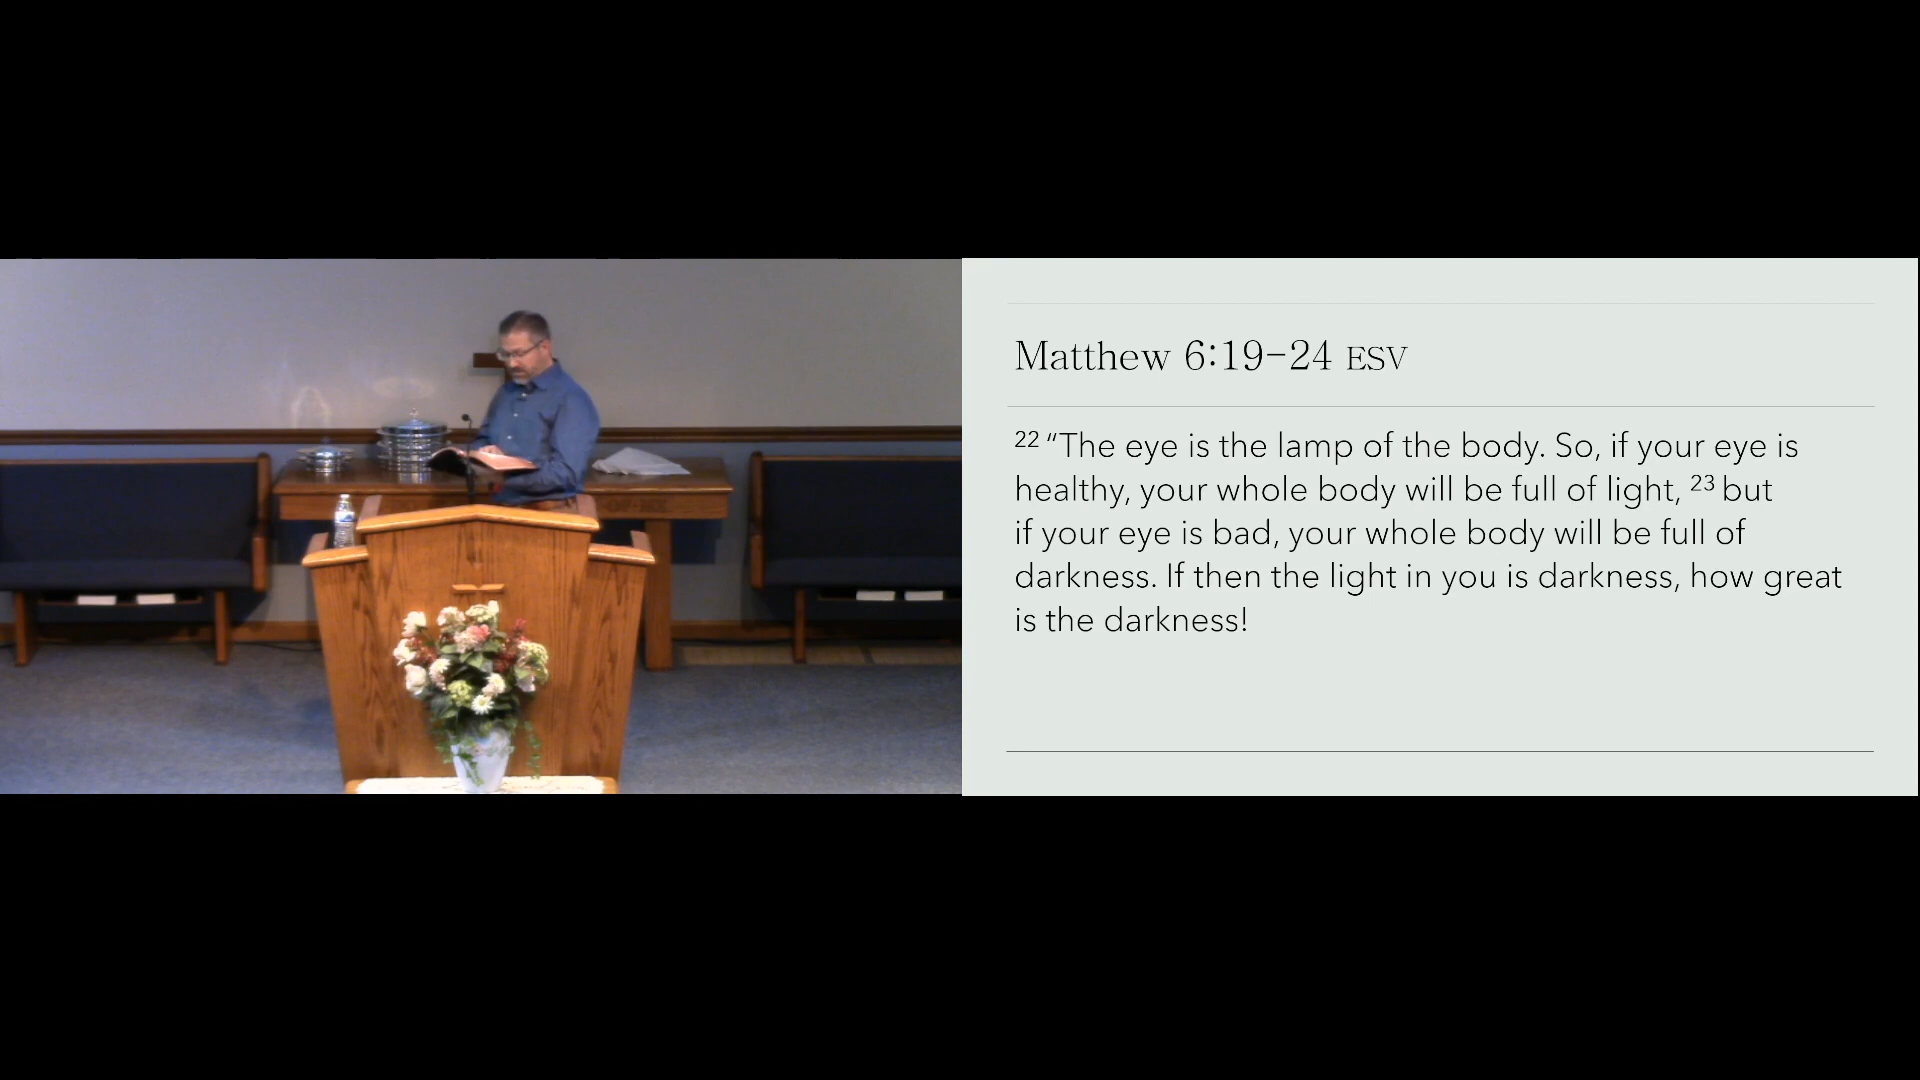 Matthew 6:19-24 ESV
22 “The eye is the lamp of the body. So, if your eye is
healthy, your whole body will be full of light, 23 but
if your eye is bad, your whole body will be full of
darkness. If then the light in you is darkness, how great
is the darkness!